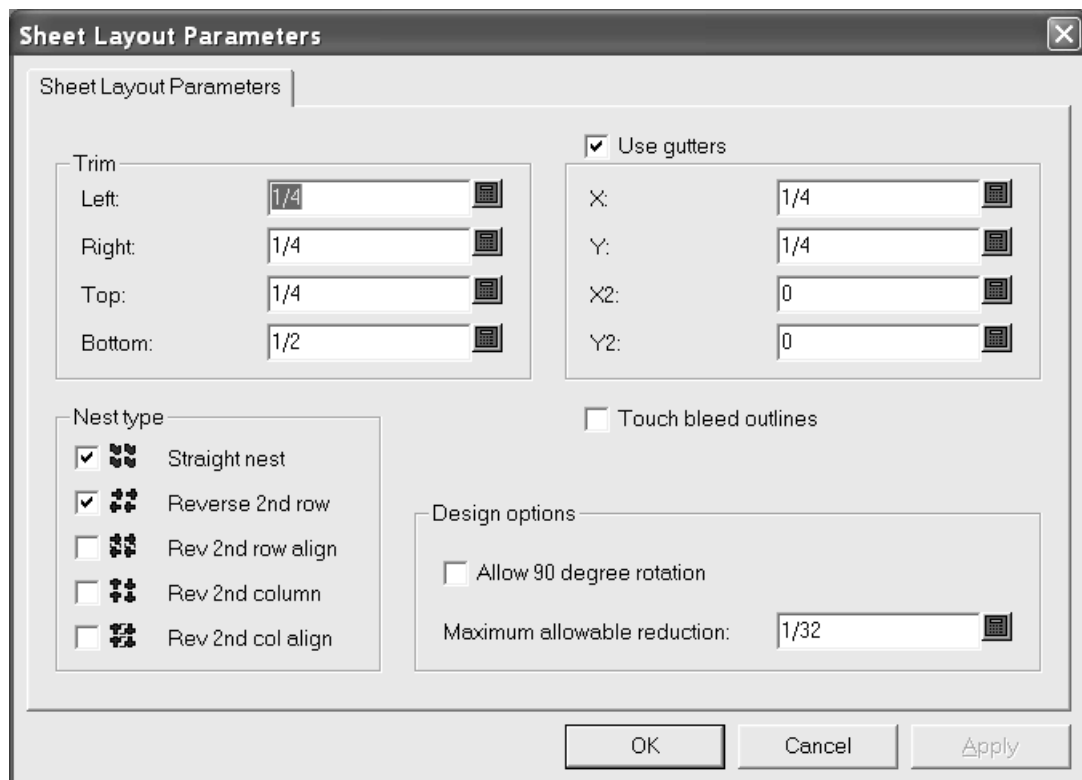 Sheet Layout Parameters
Sheet Layout Parameters
Trim
Left: 1/4
Right: 1/4
Top: 1/4
Bottom: 1/2
Use gutters
X: 1/4
Y: 1/4
X2: 0
Y2: 0
Nest type
Straight nest
Reverse 2nd row
Rev 2nd row align
Rev 2nd column
Rev 2nd col align
Touch bleed outlines
Design options
Allow 90 degree rotation
Maximum allowable reduction: 1/32
OK Cancel Apply